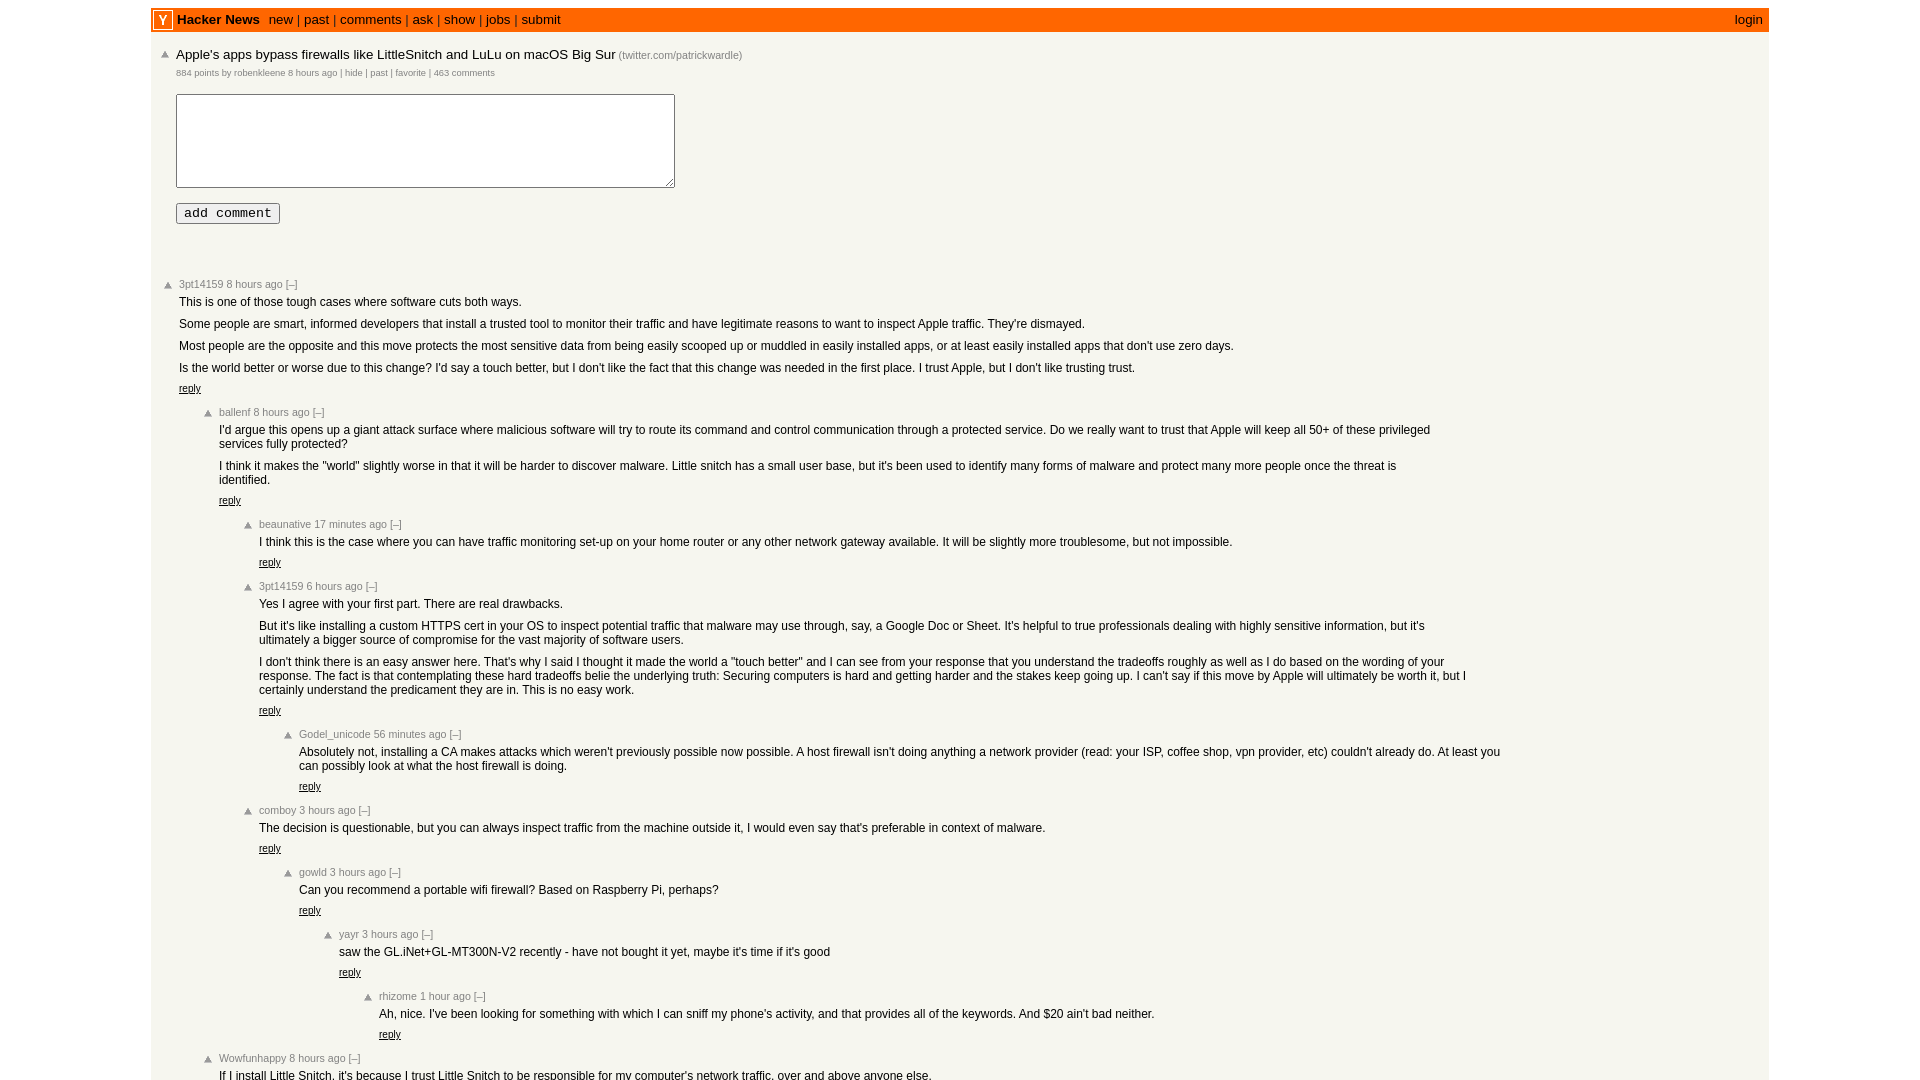 Y Hacker News new | past | comments | ask | show | jobs | submit login
Apple's apps bypass firewalls like LittleSnitch and LuLu on macOS Big Sur (twitter.com/patrickwardle)
884 points by robenkleene 8 hours ago | hide | past | favorite | 463 comments
add comment
3pt14159 8 hours ago [–]
This is one of those tough cases where software cuts both ways.
Some people are smart, informed developers that install a trusted tool to monitor their traffic and have legitimate reasons to want to inspect Apple traffic. They're dismayed.
Most people are the opposite and this move protects the most sensitive data from being easily scooped up or muddled in easily installed apps, or at least easily installed apps that don't use zero days.
Is the world better or worse due to this change? I'd say a touch better, but I don't like the fact that this change was needed in the first place. I trust Apple, but I don't like trusting trust.
reply
ballenf 8 hours ago [–]
I'd argue this opens up a giant attack surface where malicious software will try to route its command and control communication through a protected service. Do we really want to trust that Apple will keep all 50+ of these privileged
services fully protected?
I think it makes the "world" slightly worse in that it will be harder to discover malware. Little snitch has a small user base, but it's been used to identify many forms of malware and protect many more people once the threat is
identified.
reply
beaunative 17 minutes ago [–]
I think this is the case where you can have traffic monitoring set-up on your home router or any other network gateway available. It will be slightly more troublesome, but not impossible.
reply
3pt14159 6 hours ago [–]
Yes I agree with your first part. There are real drawbacks.
But it's like installing a custom HTTPS cert in your OS to inspect potential traffic that malware may use through, say, a Google Doc or Sheet. It's helpful to true professionals dealing with highly sensitive information, but it's
ultimately a bigger source of compromise for the vast majority of software users.
I don't think there is an easy answer here. That's why I said I thought it made the world a "touch better" and I can see from your response that you understand the tradeoffs roughly as well as I do based on the wording of your
response. The fact is that contemplating these hard tradeoffs belie the underlying truth: Securing computers is hard and getting harder and the stakes keep going up. I can't say if this move by Apple will ultimately be worth it, but I
certainly understand the predicament they are in. This is no easy work.
reply
Godel_unicode 56 minutes ago [–]
Absolutely not, installing a CA makes attacks which weren't previously possible now possible. A host firewall isn't doing anything a network provider (read: your ISP, coffee shop, vpn provider, etc) couldn't already do. At least you
can possibly look at what the host firewall is doing.
reply
comboy 3 hours ago [–]
The decision is questionable, but you can always inspect traffic from the machine outside it, I would even say that's preferable in context of malware.
reply
gowld 3 hours ago [–]
Can you recommend a portable wifi firewall? Based on Raspberry Pi, perhaps?
reply
yayr 3 hours ago [–]
saw the GL.iNet+GL-MT300N-V2 recently - have not bought it yet, maybe it's time if it's good
reply
rhizome 1 hour ago [–]
Ah, nice. I've been looking for something with which I can sniff my phone's activity, and that provides all of the keywords. And $20 ain't bad neither.
reply
Wowfunhappy 8 hours ago [–]
If I install Little Snitch, it's because I trust Little Snitch to be responsible for my computer's network traffic, over and above anyone else.